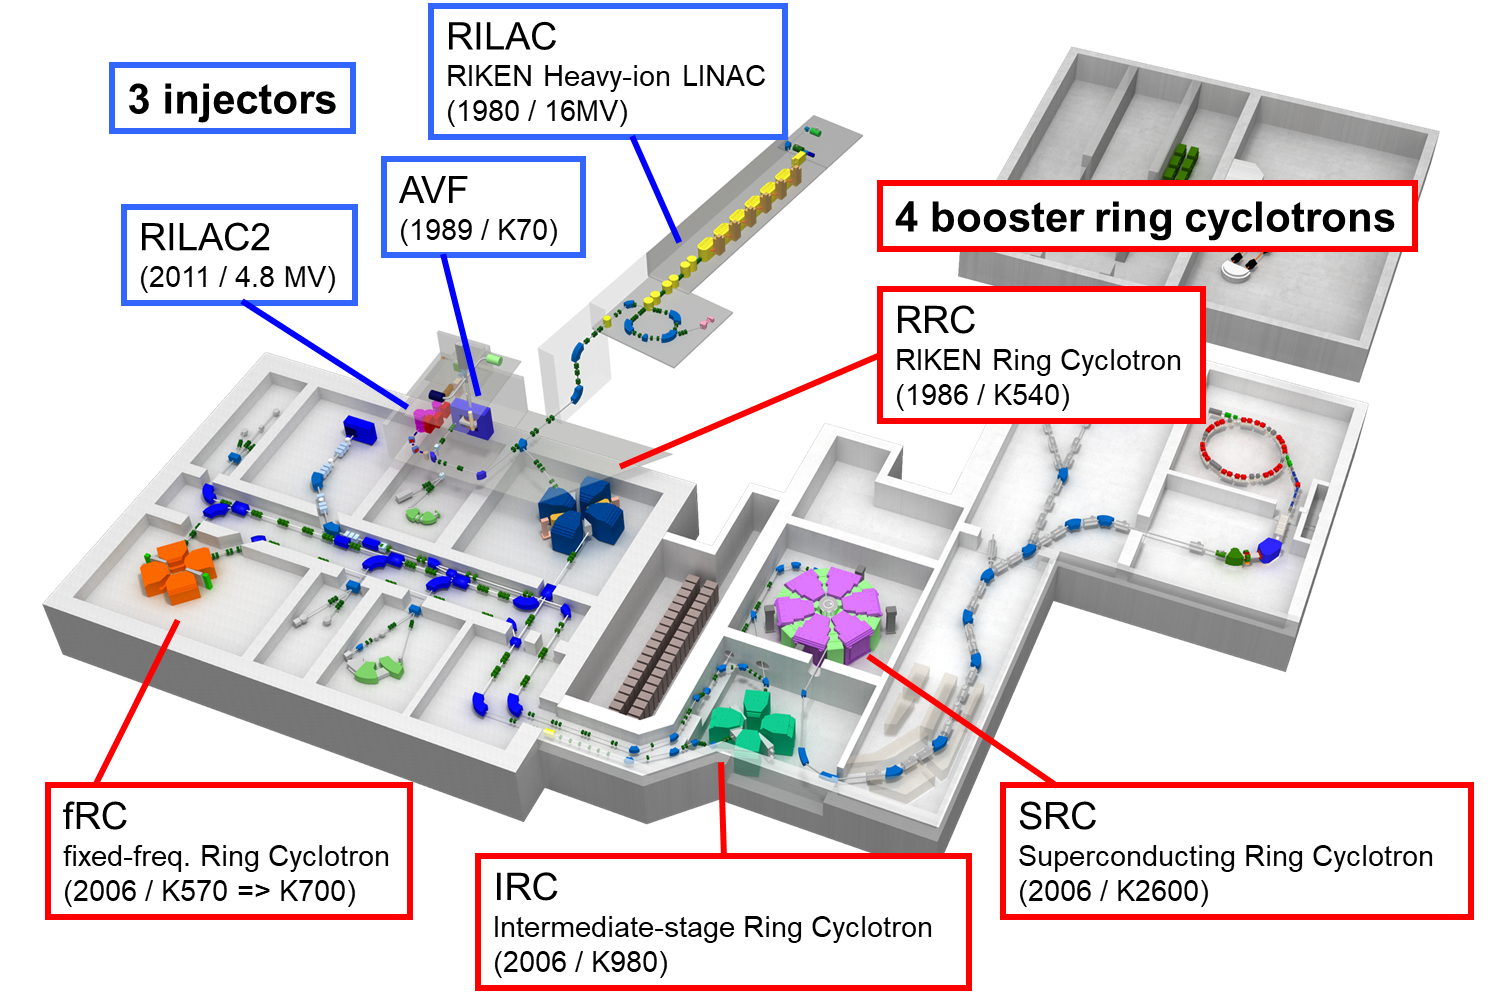 3 injectors
RILAC
RIKEN Heavy-ion LINAC
(1980 / 16MV)
AVF
(1989 / K70)
RILAC2
(2011 / 4.8 MV)
4 booster ring cyclotrons
RRC
RIKEN Ring Cyclotron
(1986 / K540)
fRC
fixed-freq. Ring Cyclotron
(2006 / K570 => K700)
IRC
Intermediate-stage Ring Cyclotron
(2006 / K980)
SRC
Superconducting Ring Cyclotron
(2006 / K2600)